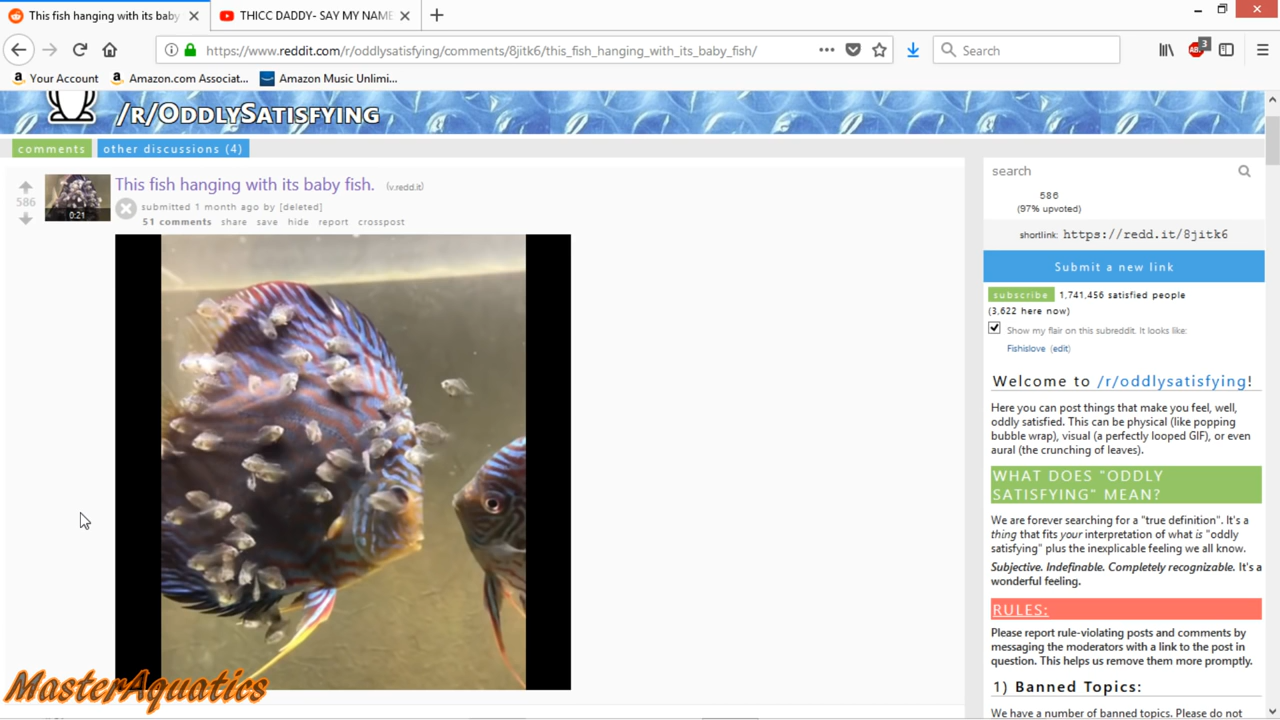 This fish hanging with its baby
THICC DADDY- SAY MY NAME
https://www.reddit.com/r/oddlysatisfying/comments/8jitk6/this_fish_hanging_with_its_baby_fish/
Search
3
Your Account
Amazon.com Associat...
Amazon Music Unlimi...
/R/ODDLYSATISFYING
comments
other discussions (4)
586
0:21
This fish hanging with its baby fish. (v.redd.it)
submitted 1 month ago by [deleted]
51 comments share save hide report crosspost
search
586
(97% upvoted)
shortlink: https://redd.it/8jitk6
Submit a new link
subscribe 1,741,456 satisfied people
(3,622 here now)
Show my flair on this subreddit. It looks like:
Fishislove (edit)
Welcome to /r/oddlysatisfying!
Here you can post things that make you feel, well,
oddly satisfied. This can be physical (like popping
bubble wrap), visual (a perfectly looped GIF), or even
aural (the crunching of leaves).
WHAT DOES "ODDLY
SATISFYING" MEAN?
We are forever searching for a "true definition". It's a
thing that fits your interpretation of what is "oddly
satisfying" plus the inexplicable feeling we all know.
Subjective. Indefinable. Completely recognizable. It's a
wonderful feeling.
RULES:
Please report rule-violating posts and comments by
messaging the moderators with a link to the post in
question. This helps us remove them more promptly.
1) Banned Topics:
We have a number of banned topics. Please do not
MasterAquatics